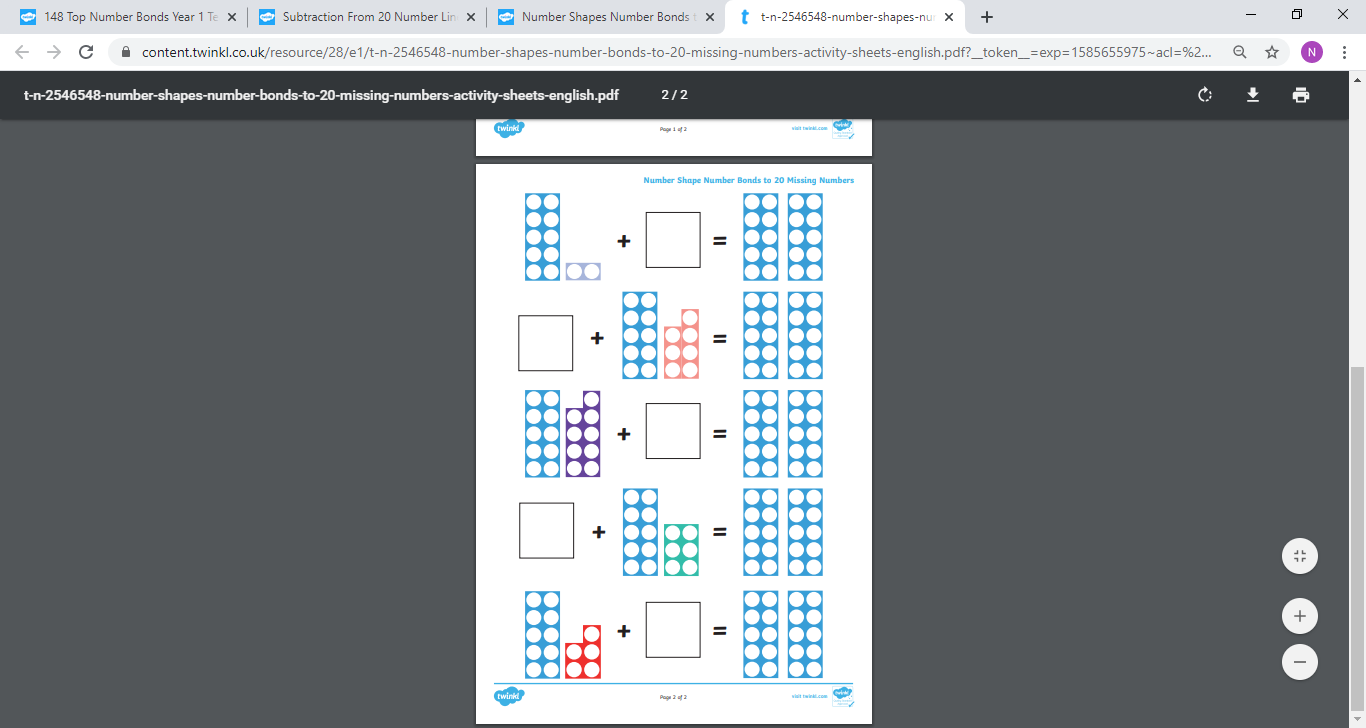 148 Top Number Bonds Year 1 Te
Subtraction From 20 Number Lin
Number Shapes Number Bonds t
t-n-2546548-number-shapes-nu
content.twinkl.co.uk/resource/28/e1/t-n-2546548-number-shapes-number-bonds-to-20-missing-numbers-activity-sheets-english.pdf?__token__=exp=1585655975~acl=%2...
N
t-n-2546548-number-shapes-number-bonds-to-20-missing-numbers-activity-sheets-english.pdf
2 / 2
twinkl
Page 1 of 2
visit twinkl.com
twinkl
Number Shape Number Bonds to 20 Missing Numbers
+ =
+ =
+ =
+ =
+ =
twinkl
Page 2 of 2
visit twinkl.com
twinkl